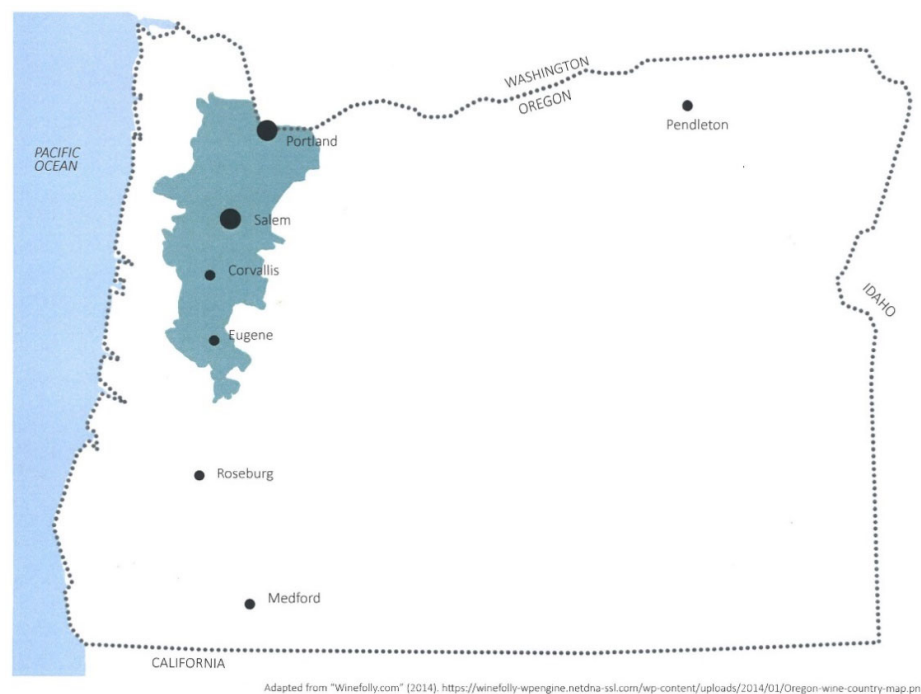 WASHINGTON
OREGON
Pendleton
Portland
PACIFIC
OCEAN
Salem
Corvallis
IDAHO
Eugene
Roseburg
Medford
CALIFORNIA
Adapted from "Winefolly.com" (2014). https://winefolly-wpengine.netdna-ssl.com/wp-content/uploads/2014/01/Oregon-wine-country-map.pn